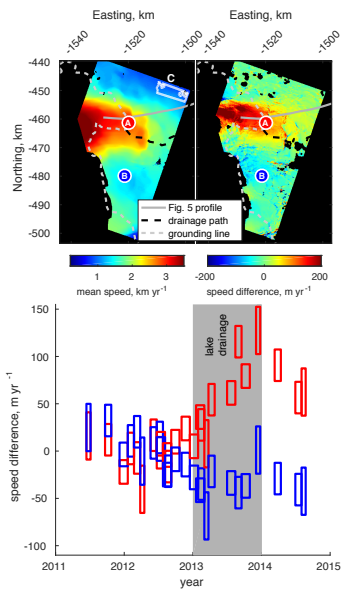 Easting, km
Easting, km
-1540
-1520
-1500
-1540
-1520
-1500
Northing, km
-440
-450
-460
-470
-480
-490
-500
C
A
B
A
B
Fig. 5 profile
drainage path
grounding line
1
2
3
mean speed, km yr⁻¹
-200
0
200
speed difference, m yr⁻¹
speed difference, m yr⁻¹
150
100
50
0
-50
-100
lake
drainage
2011
2012
2013
2014
2015
year